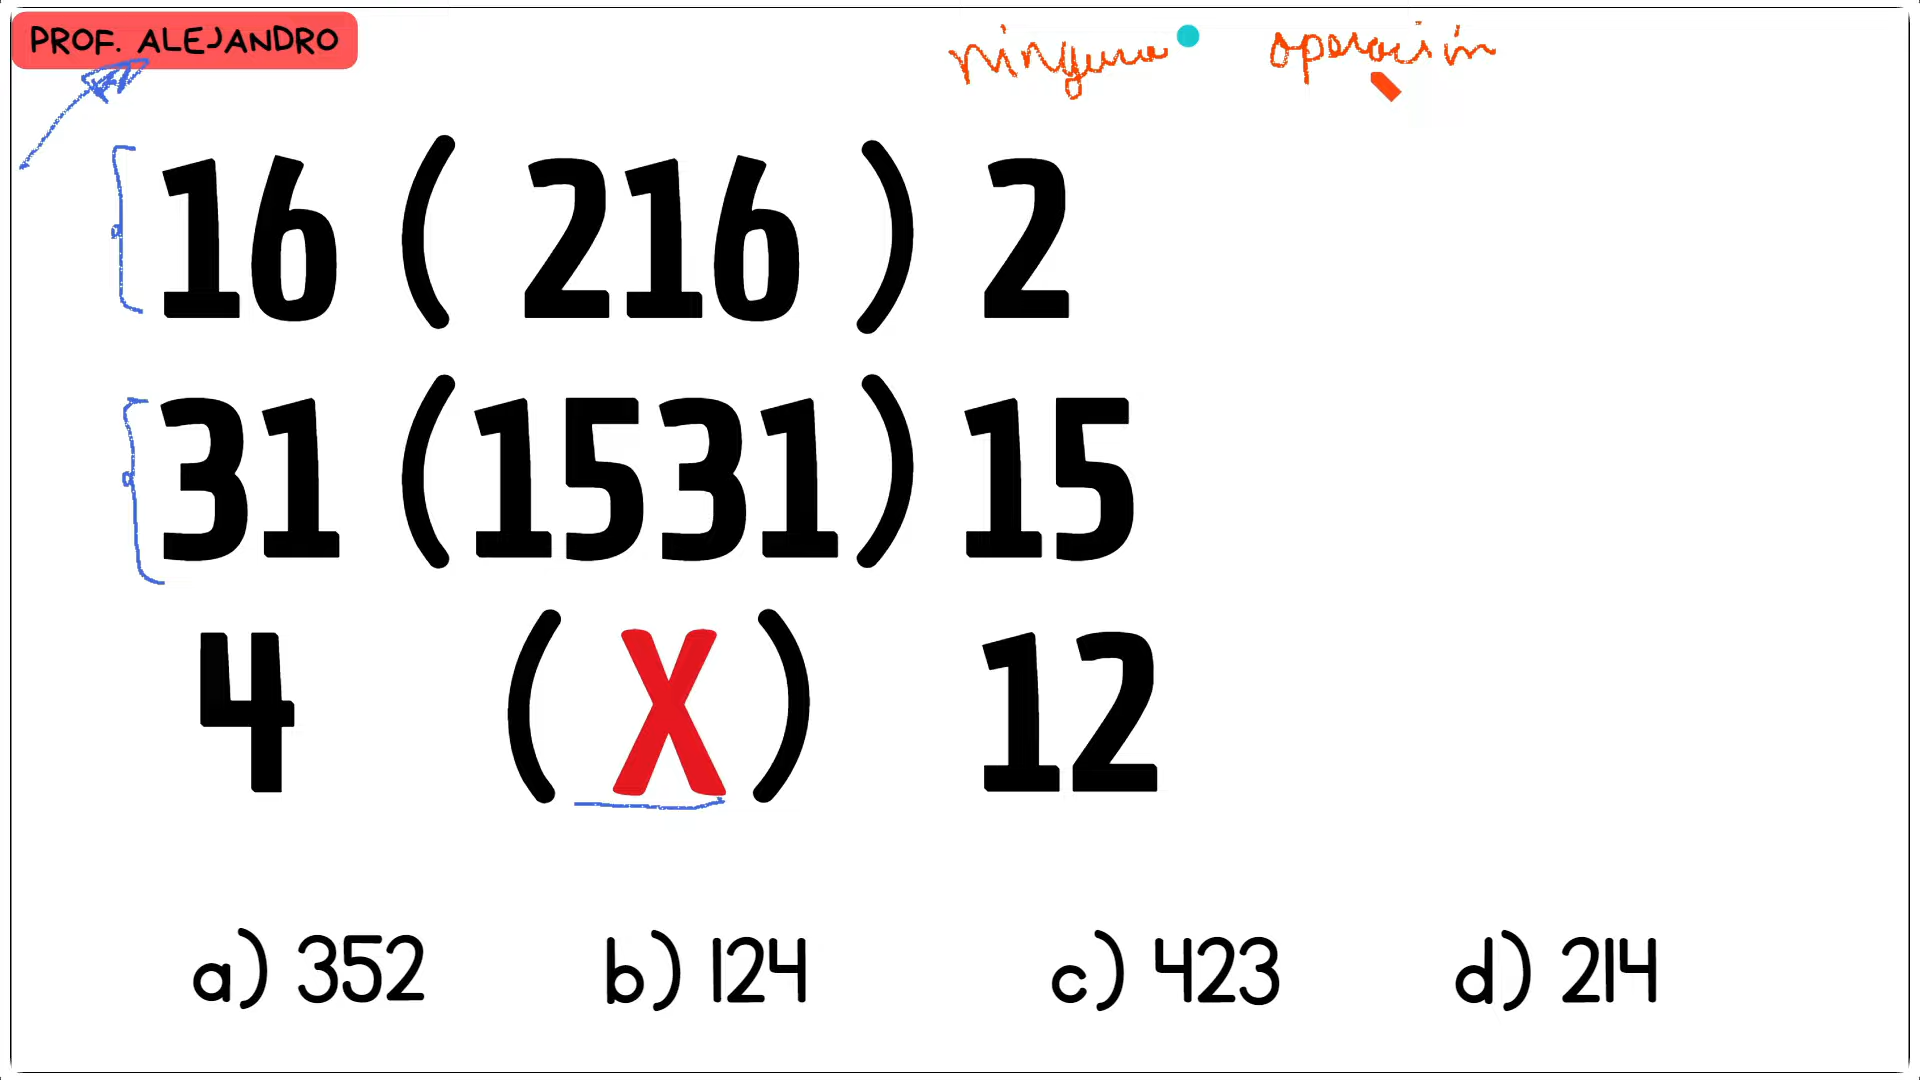 PROF. ALEJANDRO
ninguna operación
16 ( 216 ) 2
31 (1531) 15
4 ( X ) 12
a) 352 b) 124 c) 423 d) 214